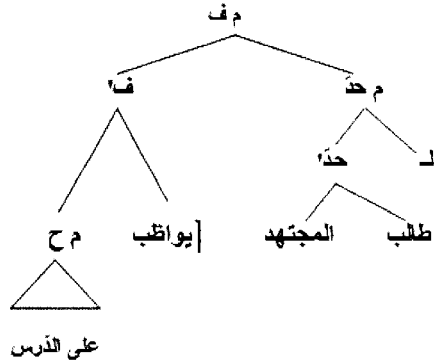 م ف
م حدّ فَ'
لـ حدّ'
طالب المجتهد [يواظب م ح
على الدّرس